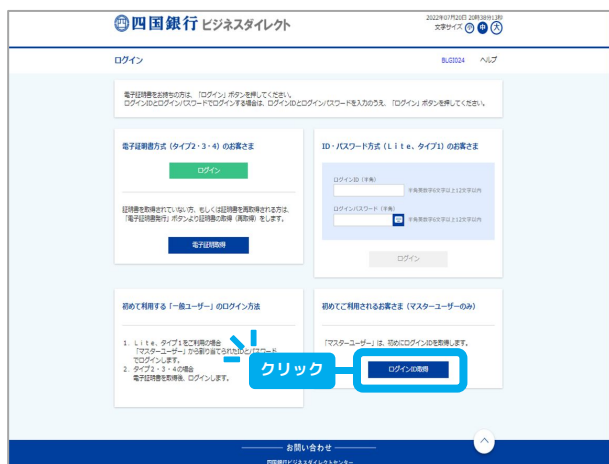 四国銀行 ビジネスダイレクト
2022年07月20日 20時38分13秒
文字サイズ 小 中 大
ログイン
BLGI024 ヘルプ
電子証明書をお持ちの方は、「ログイン」ボタンを押してください。
ログインIDとログインパスワードでログインする場合は、ログインIDとログインパスワードを入力のうえ、「ログイン」ボタンを押してください。
電子証明書方式（タイプ2・3・4）のお客さま
ログイン
証明書を取得されていない方、もしくは証明書を再取得される方は、
「電子証明書発行」ボタンより証明書の取得（再取得）をします。
電子証明取得
ID・パスワード方式（Lite、タイプ1）のお客さま
ログインID（半角）
半角英数字6文字以上12文字以内
ログインパスワード（半角）
半角英数字6文字以上12文字以内
ログイン
初めて利用する「一般ユーザー」のログイン方法
1. Lite、タイプ1をご利用の場合
「マスターユーザー」から割り当てられたIDとパスワード
でログインします。
2. タイプ2・3・4の場合
電子証明書を取得後、ログインします。
初めてご利用されるお客さま（マスターユーザーのみ）
「マスターユーザー」は、初めにログインIDを取得します。
クリック
ログインID取得
お問い合わせ
四国銀行ビジネスダイレクトセンター